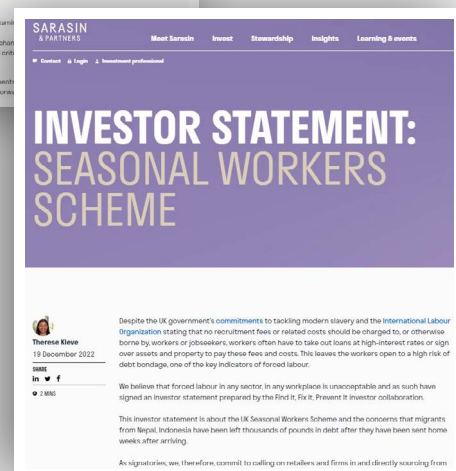 SARASIN
& PARTNERS
Meet Sarasin Invest Stewardship Insights Learning & events
Contact Login Investment professional
INVESTOR STATEMENT:
SEASONAL WORKERS
SCHEME
Therese Kieve
19 December 2022
SHARE
2 MINS
Despite the UK government's commitments to tackling modern slavery and the International Labour
Organization stating that no recruitment fees or related costs should be charged to, or otherwise
borne by, workers or jobseekers, workers often have to take out loans at high-interest rates or sign
over assets and property to pay these fees and costs. This leaves the workers open to a high risk of
debt bondage, one of the key indicators of forced labour.
We believe that forced labour in any sector, in any workplace is unacceptable and as such have
signed an investor statement prepared by the Find It, Fix It, Prevent It investor collaboration.
This investor statement is about the UK Seasonal Workers Scheme and the concerns that migrants
from Nepal, Indonesia have been left thousands of pounds in debt after they have been sent home
weeks after arriving.
As signatories, we, therefore, commit to calling on retailers and firms in and directly sourcing from